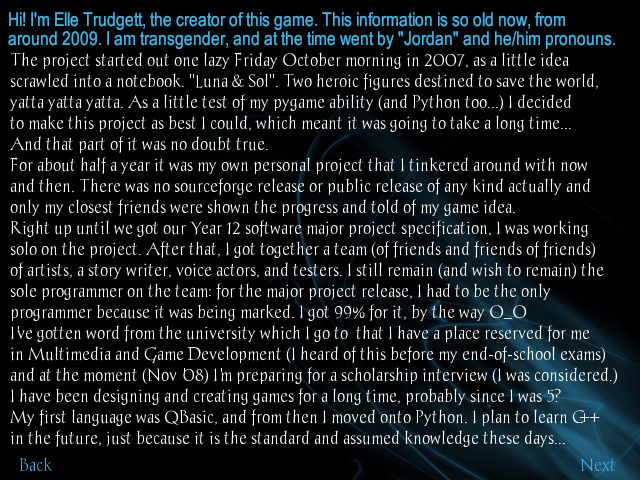 Hi! I'm Elle Trudgett, the creator of this game. This information is so old now, from
around 2009. I am transgender, and at the time went by "Jordan" and he/him pronouns.
The project started out one lazy Friday October morning in 2007, as a little idea
scrawled into a notebook. "Luna & Sol". Two heroic figures destined to save the world,
yatta yatta yatta. As a little test of my pygame ability (and Python too...) I decided
to make this project as best I could, which meant it was going to take a long time...
And that part of it was no doubt true.
For about half a year it was my own personal project that I tinkered around with now
and then. There was no sourceforge release or public release of any kind actually and
only my closest friends were shown the progress and told of my game idea.
Right up until we got our Year 12 software major project specification, I was working
solo on the project. After that, I got together a team (of friends and friends of friends)
of artists, a story writer, voice actors, and testers. I still remain (and wish to remain) the
sole programmer on the team: for the major project release, I had to be the only
programmer because it was being marked. I got 99% for it, by the way O_O
I've gotten word from the university which I go to  that I have a place reserved for me
in Multimedia and Game Development (I heard of this before my end-of-school exams)
and at the moment (Nov '08) I'm preparing for a scholarship interview (I was considered.)
I have been designing and creating games for a long time, probably since I was 5?
My first language was QBasic, and from then I moved onto Python. I plan to learn C++
in the future, just because it is the standard and assumed knowledge these days...
Back
Next